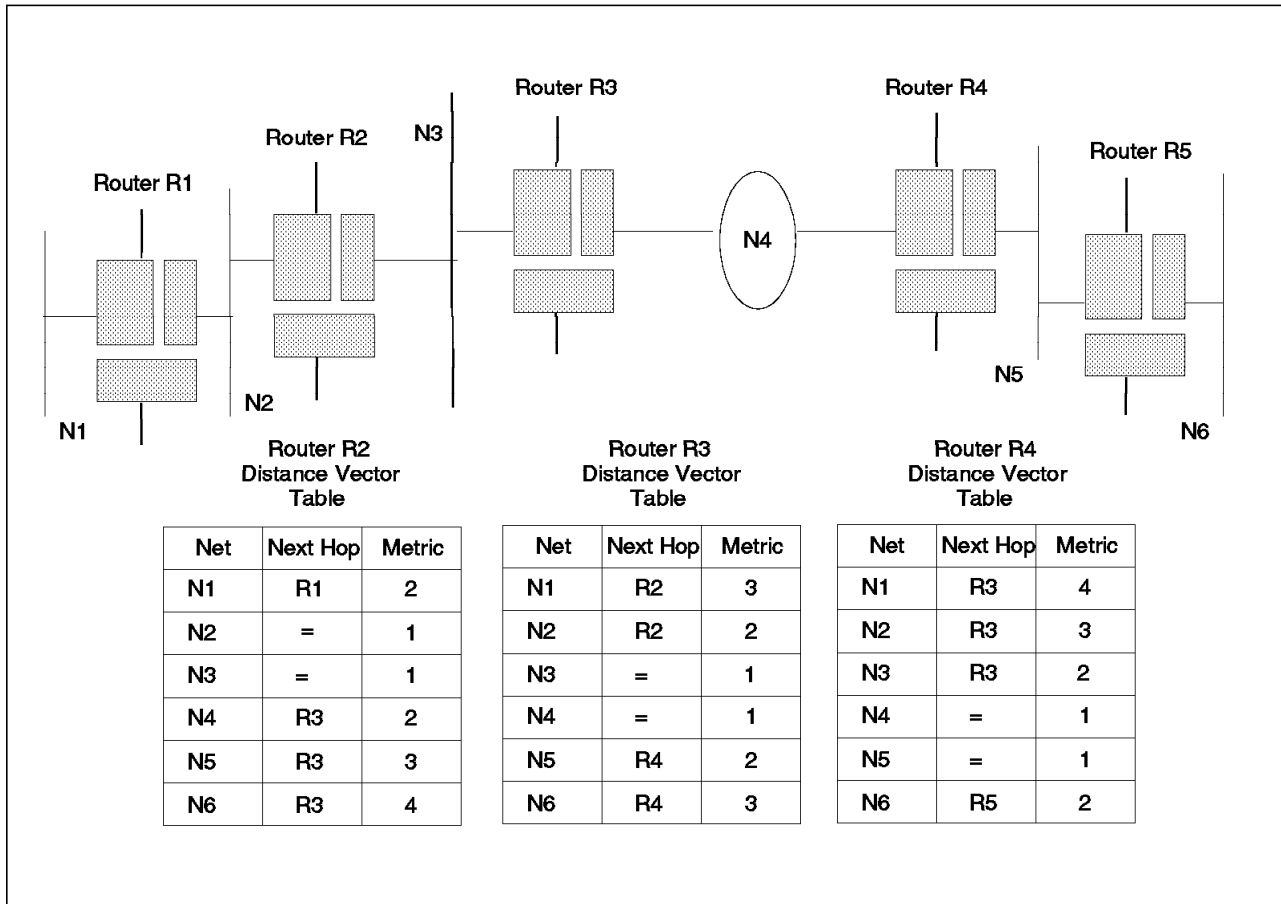 Router R3
Router R4
N3
Router R2
Router R5
Router R1
N4
N5
N2
N1
N6
Router R2
Distance Vector
Table
Net Next Hop Metric
N1 R1 2
N2 = 1
N3 = 1
N4 R3 2
N5 R3 3
N6 R3 4
Router R3
Distance Vector
Table
Net Next Hop Metric
N1 R2 3
N2 R2 2
N3 = 1
N4 = 1
N5 R4 2
N6 R4 3
Router R4
Distance Vector
Table
Net Next Hop Metric
N1 R3 4
N2 R3 3
N3 R3 2
N4 = 1
N5 = 1
N6 R5 2